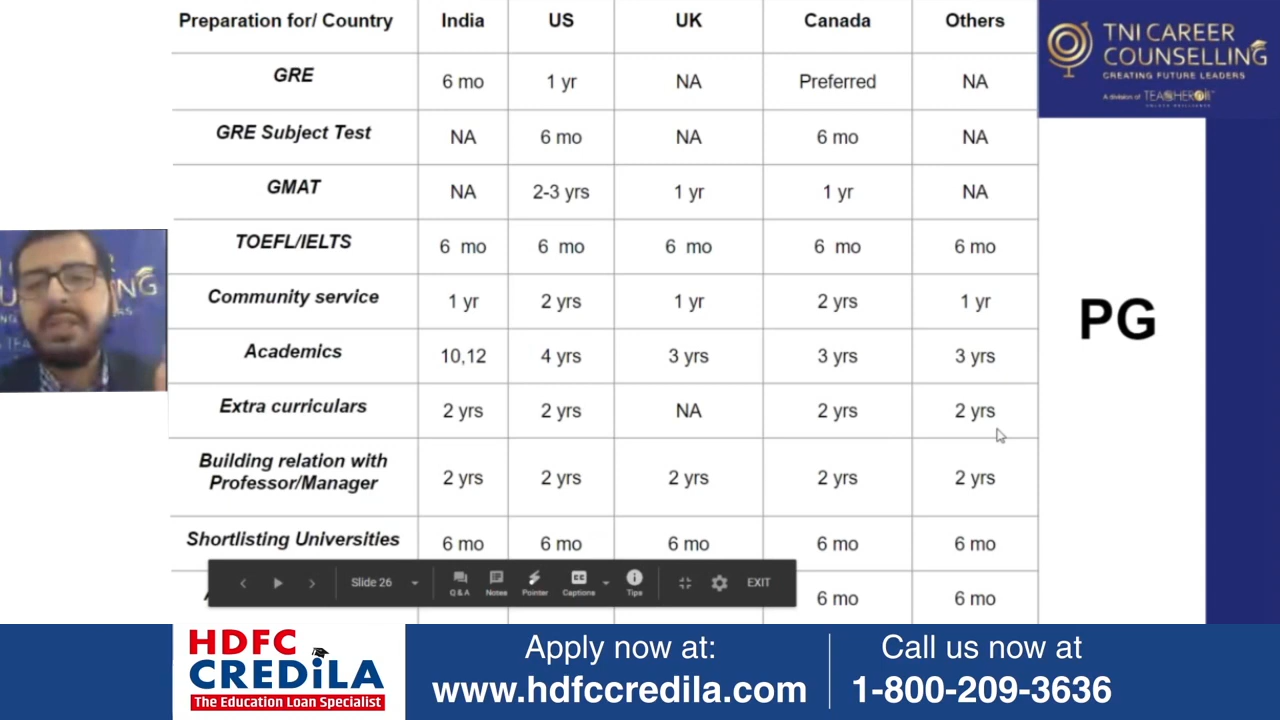 Preparation for/ Country India US UK Canada Others
GRE 6 mo 1 yr NA Preferred NA
GRE Subject Test NA 6 mo NA 6 mo NA
GMAT NA 2-3 yrs 1 yr 1 yr NA
TOEFL/IELTS 6 mo 6 mo 6 mo 6 mo 6 mo
Community service 1 yr 2 yrs 1 yr 2 yrs 1 yr
Academics 10,12 4 yrs 3 yrs 3 yrs 3 yrs
Extra curriculars 2 yrs 2 yrs NA 2 yrs 2 yrs
Building relation with
Professor/Manager 2 yrs 2 yrs 2 yrs 2 yrs 2 yrs
Shortlisting Universities 6 mo 6 mo 6 mo 6 mo 6 mo
6 mo 6 mo
Slide 26 Q & A Notes Pointer CC Captions Tips EXIT
TNI CAREER
COUNSELLING
CREATING FUTURE LEADERS
A division of
PG
HDFC
CREDiLA
The Education Loan Specialist
Apply now at:
www.hdfccredila.com
Call us now at
1-800-209-3636